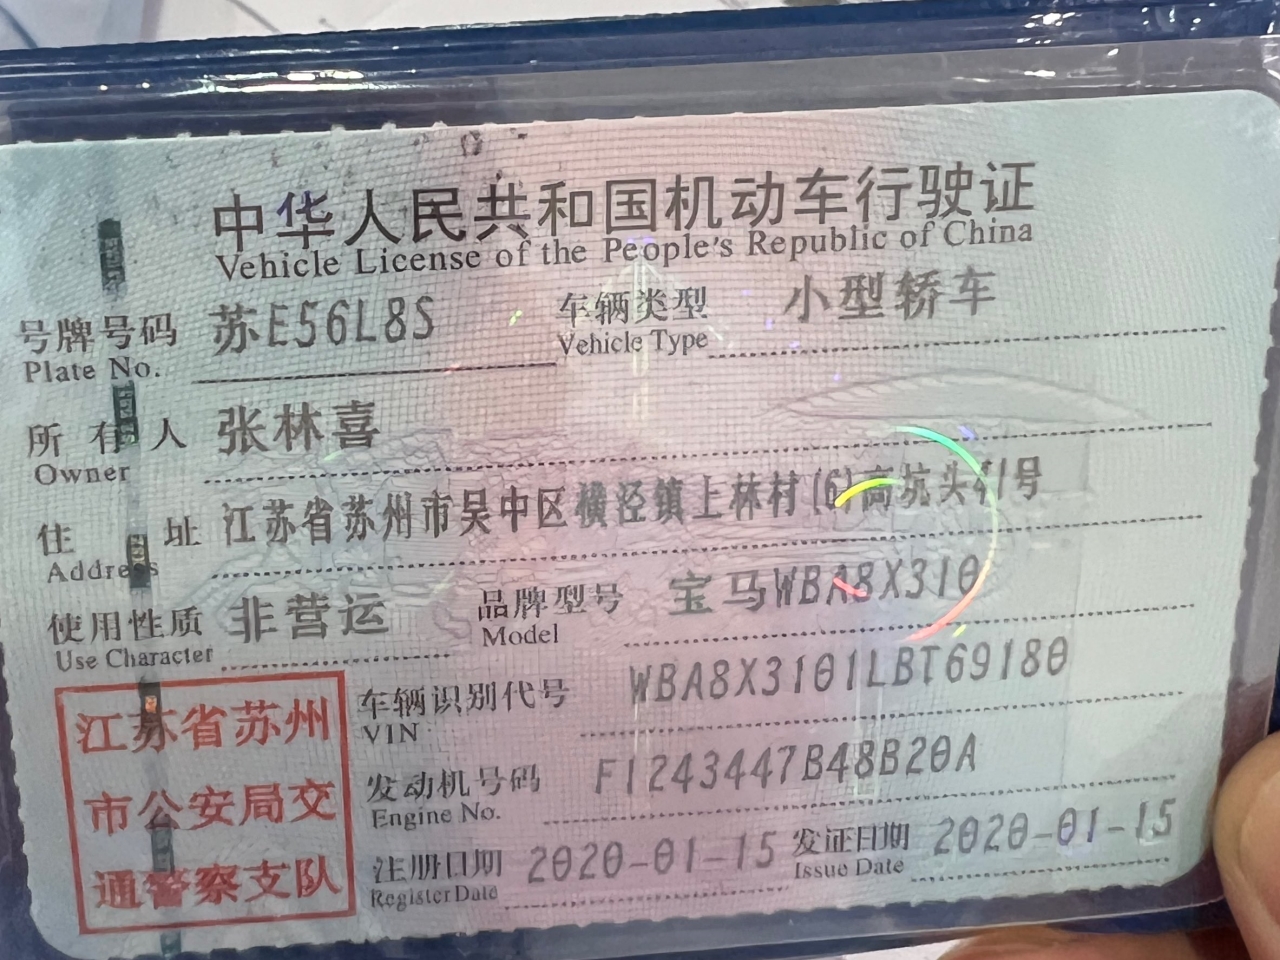 中华人民共和国机动车行驶证
Vehicle License of the People's Republic of China
号牌号码 苏E56L8S 车辆类型 小型轿车
Plate No. Vehicle Type
所有人 张林喜
Owner
住址 江苏省苏州市吴中区横泾镇上林村(6)高坑头41号
Address
使用性质 非营运 品牌型号 宝马WBA8X310
Use Character Model
江苏省苏州
市公安局交
通警察支队
车辆识别代号 WBA8X3101LBT69180
VIN
发动机号码 F1243447B48B20A
Engine No.
注册日期 2020-01-15 发证日期 2020-01-15
Register Date Issue Date